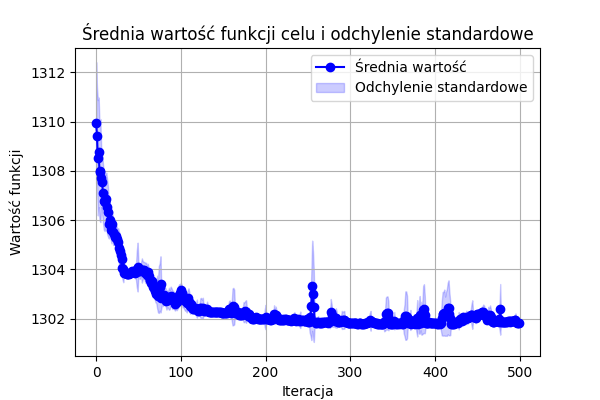 Średnia wartość funkcji celu i odchylenie standardowe
Średnia wartość
Odchylenie standardowe
Wartość funkcji
1312
1310
1308
1306
1304
1302
0 100 200 300 400 500
Iteracja